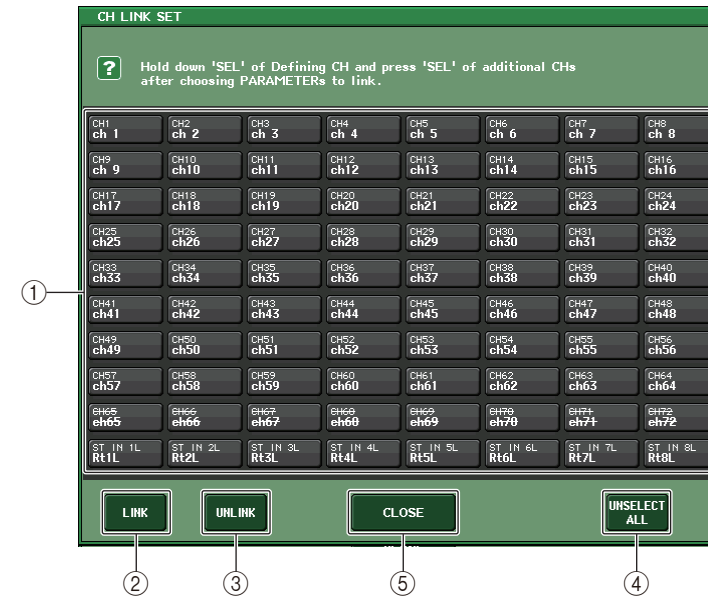 CH LINK SET
? Hold down 'SEL' of Defining CH and press 'SEL' of additional CHs
after choosing PARAMETERs to link.
CH1 CH2 CH3 CH4 CH5 CH6 CH7 CH8
ch 1 ch 2 ch 3 ch 4 ch 5 ch 6 ch 7 ch 8
CH9 CH10 CH11 CH12 CH13 CH14 CH15 CH16
ch 9 ch10 ch11 ch12 ch13 ch14 ch15 ch16
CH17 CH18 CH19 CH20 CH21 CH22 CH23 CH24
ch17 ch18 ch19 ch20 ch21 ch22 ch23 ch24
CH25 CH26 CH27 CH28 CH29 CH30 CH31 CH32
ch25 ch26 ch27 ch28 ch29 ch30 ch31 ch32
CH33 CH34 CH35 CH36 CH37 CH38 CH39 CH40
ch33 ch34 ch35 ch36 ch37 ch38 ch39 ch40
1
CH41 CH42 CH43 CH44 CH45 CH46 CH47 CH48
ch41 ch42 ch43 ch44 ch45 ch46 ch47 ch48
CH49 CH50 CH51 CH52 CH53 CH54 CH55 CH56
ch49 ch50 ch51 ch52 ch53 ch54 ch55 ch56
CH57 CH58 CH59 CH60 CH61 CH62 CH63 CH64
ch57 ch58 ch59 ch60 ch61 ch62 ch63 ch64
CH65 CH66 CH67 CH68 CH69 CH70 CH71 CH72
ch65 ch66 ch67 ch68 ch69 ch70 ch71 ch72
ST IN 1L ST IN 2L ST IN 3L ST IN 4L ST IN 5L ST IN 6L ST IN 7L ST IN 8L
Rt1L Rt2L Rt3L Rt4L Rt5L Rt6L Rt7L Rt8L
LINK UNLINK CLOSE UNSELECT
ALL
2 3 5 4